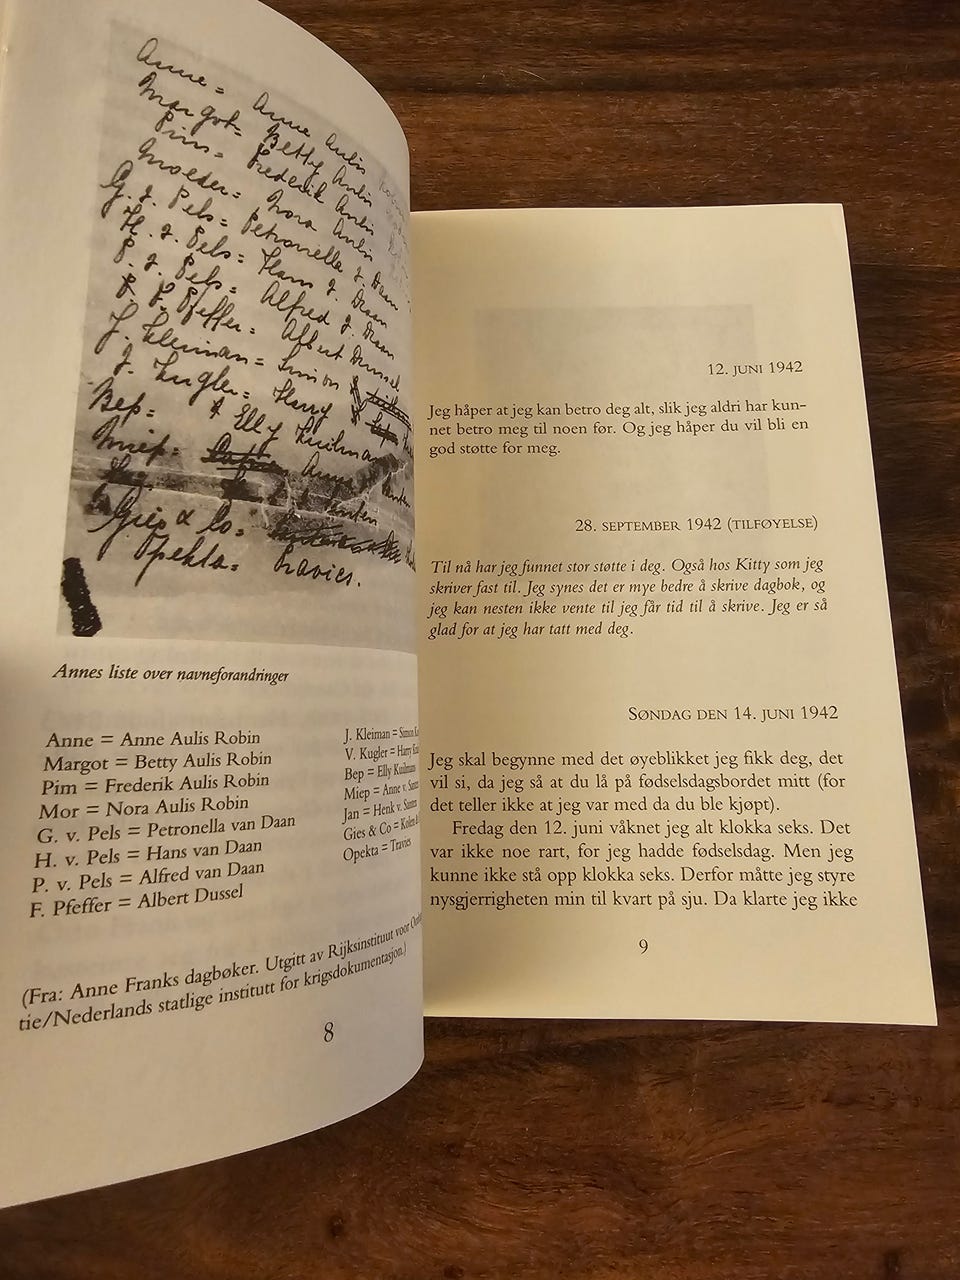 Anne = Anne Aulis
Margot = Betty Aulis
Pim = Frederik Aulis
Moeder = Nora Aulis
G. v. Pels = Petronella v. Daan
H. v. Pels = Hans v. Daan
P. v. Pels = Alfred v. Daan
F. Pfeffer = Albert Dussel
J. Kleiman = Simon
V. Kugler = Harry
Bep = Elly Kuilman
Miep = Anne
Gies & Co =
Opekta = Travies.
Annes liste over navneforandringer
Anne = Anne Aulis Robin
Margot = Betty Aulis Robin
Pim = Frederik Aulis Robin
Mor = Nora Aulis Robin
G. v. Pels = Petronella van Daan
H. v. Pels = Hans van Daan
P. v. Pels = Alfred van Daan
F. Pfeffer = Albert Dussel
J. Kleiman = Simon
V. Kugler = Harry
Bep = Elly Kuilman
Miep = Anne v. Santen
Jan = Henk v. Santen
Gies & Co =
Opekta = Travies
(Fra: Anne Franks dagbøker. Utgitt av Rijksinstituut voor
tie/Nederlands statlige institutt for krigsdokumentasjon.)
8
12. JUNI 1942
Jeg håper at jeg kan betro deg alt, slik jeg aldri har kun-
net betro meg til noen før. Og jeg håper du vil bli en
god støtte for meg.
28. SEPTEMBER 1942 (TILFØYELSE)
Til nå har jeg funnet stor støtte i deg. Også hos Kitty som jeg
skriver fast til. Jeg synes det er mye bedre å skrive dagbok, og
jeg kan nesten ikke vente til jeg får tid til å skrive. Jeg er så
glad for at jeg har tatt med deg.
SØNDAG DEN 14. JUNI 1942
Jeg skal begynne med det øyeblikket jeg fikk deg, det
vil si, da jeg så at du lå på fødselsdagsbordet mitt (for
det teller ikke at jeg var med da du ble kjøpt).
Fredag den 12. juni våknet jeg alt klokka seks. Det
var ikke noe rart, for jeg hadde fødselsdag. Men jeg
kunne ikke stå opp klokka seks. Derfor måtte jeg styre
nysgjerrigheten min til kvart på sju. Da klarte jeg ikke
9